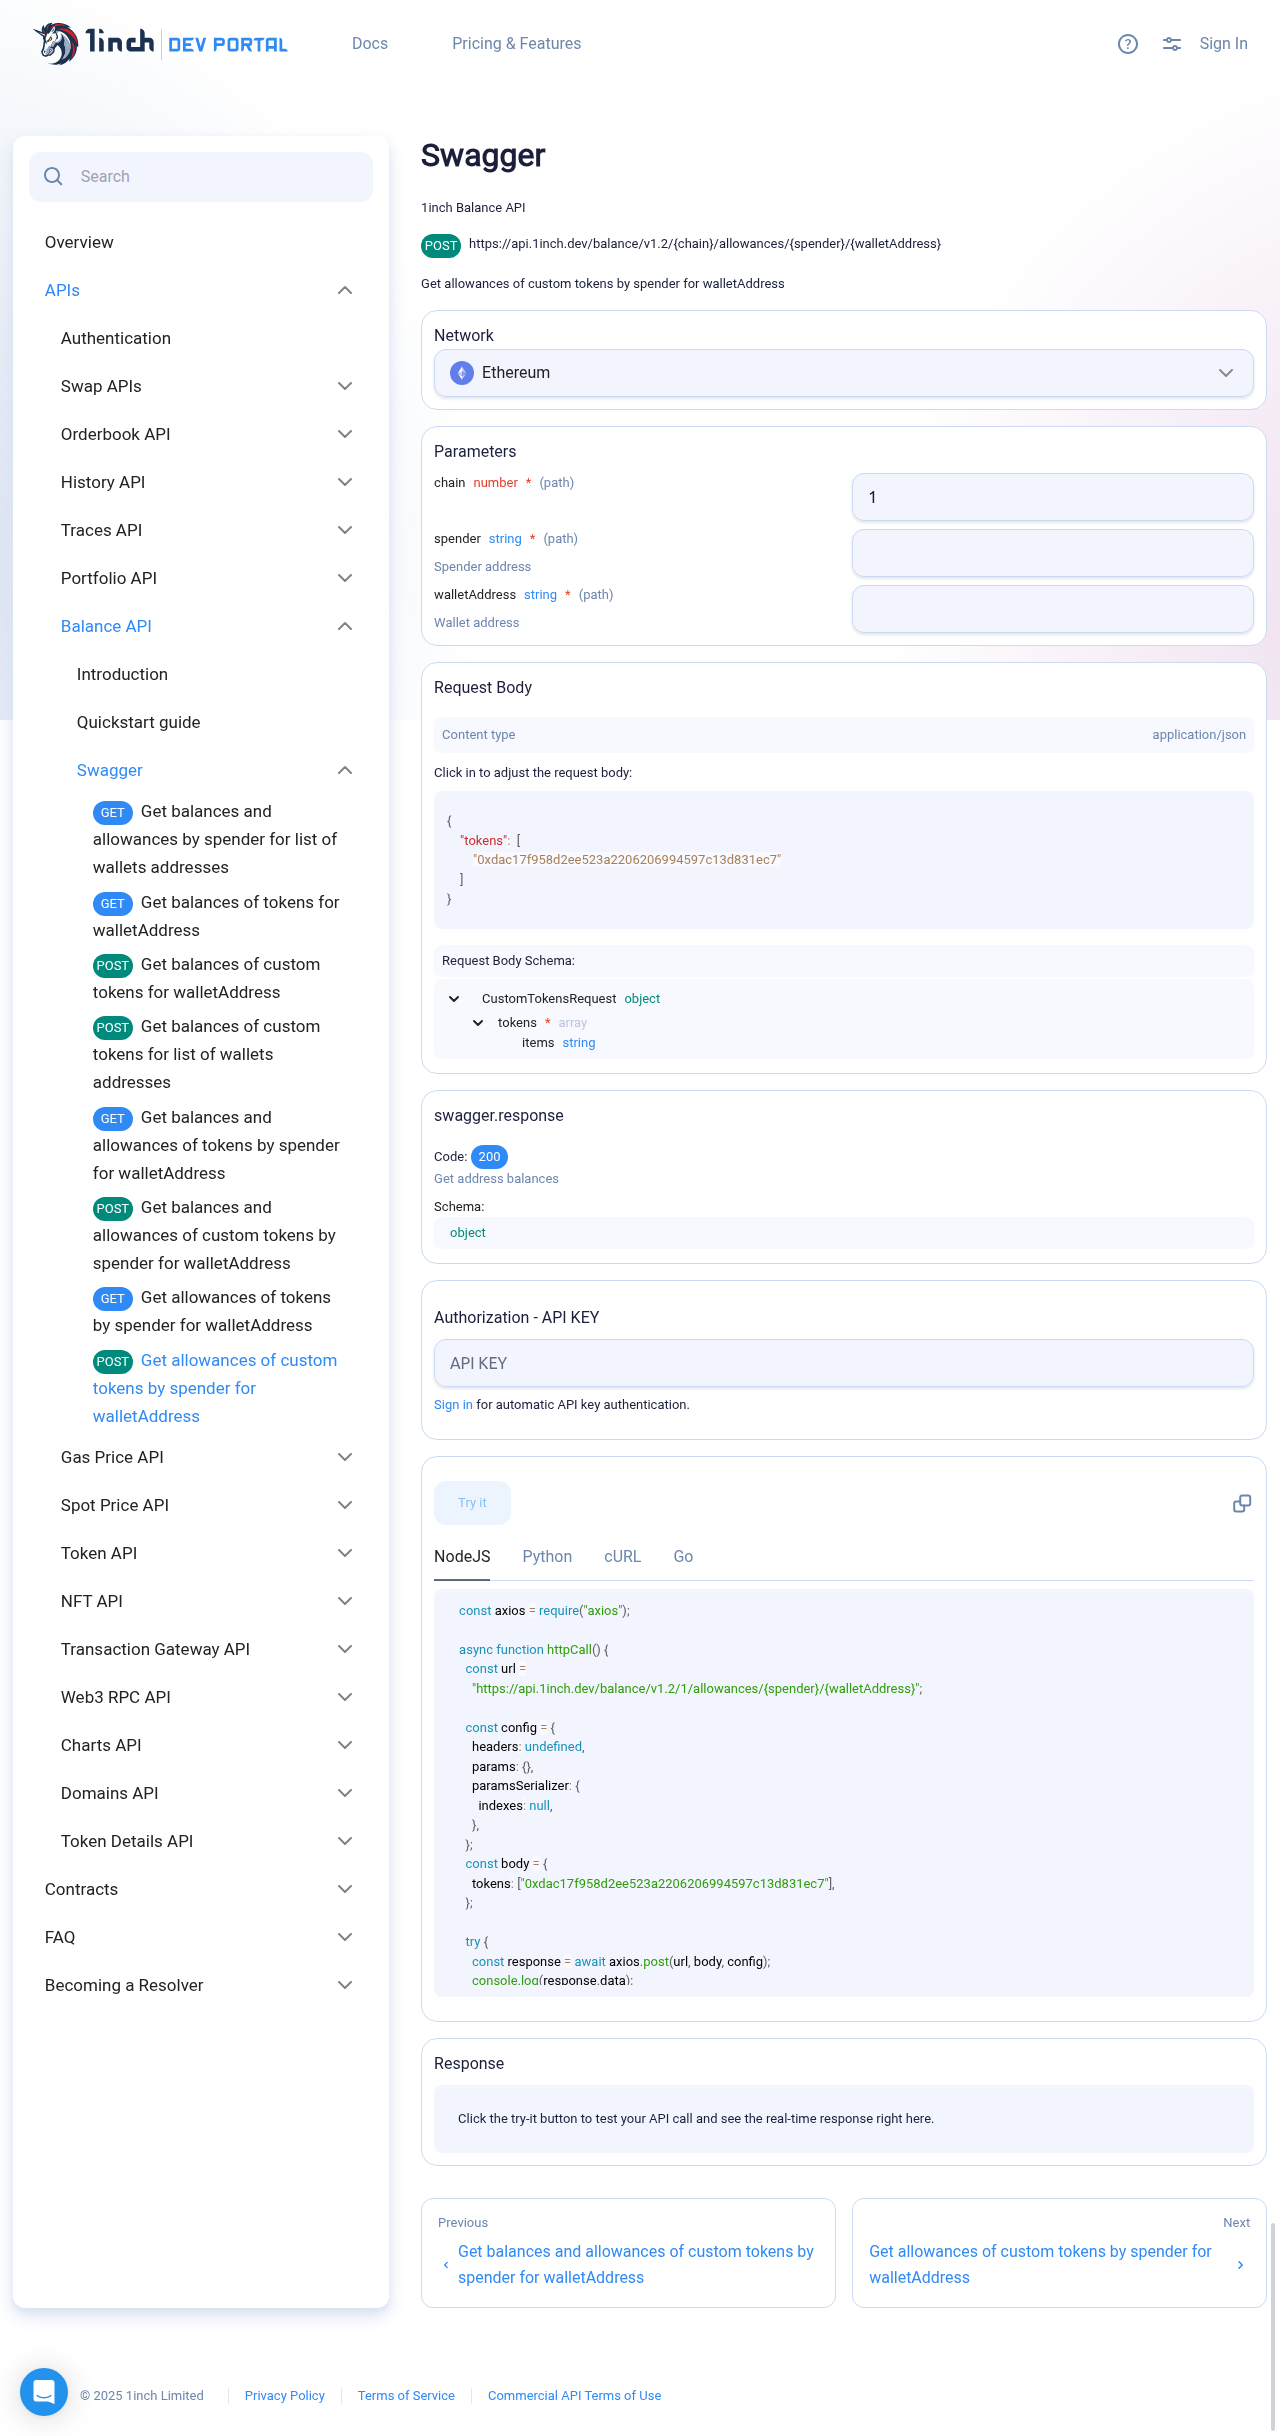 1inch DEV PORTAL
Docs
Pricing & Features
Sign In
Search
Overview
APIs
Authentication
Swap APIs
Orderbook API
History API
Traces API
Portfolio API
Balance API
Introduction
Quickstart guide
Swagger
GET Get balances and
allowances by spender for list of
wallets addresses
GET Get balances of tokens for
walletAddress
POST Get balances of custom
tokens for walletAddress
POST Get balances of custom
tokens for list of wallets
addresses
GET Get balances and
allowances of tokens by spender
for walletAddress
POST Get balances and
allowances of custom tokens by
spender for walletAddress
GET Get allowances of tokens
by spender for walletAddress
POST Get allowances of custom
tokens by spender for
walletAddress
Gas Price API
Spot Price API
Token API
NFT API
Transaction Gateway API
Web3 RPC API
Charts API
Domains API
Token Details API
Contracts
FAQ
Becoming a Resolver
Swagger
1inch Balance API
POST https://api.1inch.dev/balance/v1.2/{chain}/allowances/{spender}/{walletAddress}
Get allowances of custom tokens by spender for walletAddress
Network
Ethereum
Parameters
chain number * (path)
1
spender string * (path)
Spender address
walletAddress string * (path)
Wallet address
Request Body
Content type application/json
Click in to adjust the request body:
{
"tokens": [
"0xdac17f958d2ee523a2206206994597c13d831ec7"
]
}
Request Body Schema:
CustomTokensRequest object
tokens * array
items string
swagger.response
Code: 200
Get address balances
Schema:
object
Authorization - API KEY
API KEY
Sign in for automatic API key authentication.
Try it
NodeJS Python cURL Go
const axios = require("axios");
async function httpCall() {
const url =
"https://api.1inch.dev/balance/v1.2/1/allowances/{spender}/{walletAddress}";
const config = {
headers: undefined,
params: {},
paramsSerializer: {
indexes: null,
},
};
const body = {
tokens: ["0xdac17f958d2ee523a2206206994597c13d831ec7"],
};
try {
const response = await axios.post(url, body, config);
console.log(response.data);
Response
Click the try-it button to test your API call and see the real-time response right here.
Previous
Get balances and allowances of custom tokens by
spender for walletAddress
Next
Get allowances of custom tokens by spender for
walletAddress
© 2025 1inch Limited
Privacy Policy
Terms of Service
Commercial API Terms of Use